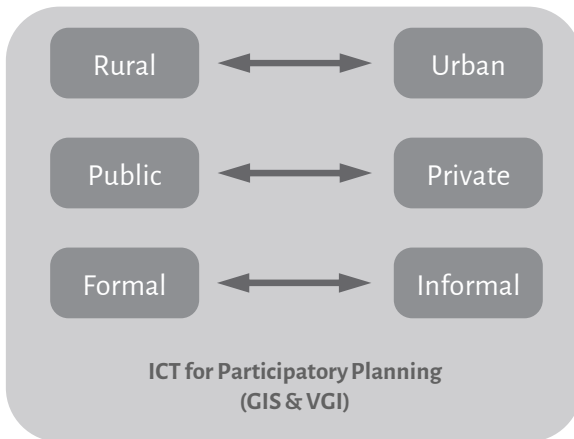 Rural Urban
Public Private
Formal Informal
ICT for Participatory Planning
(GIS & VGI)